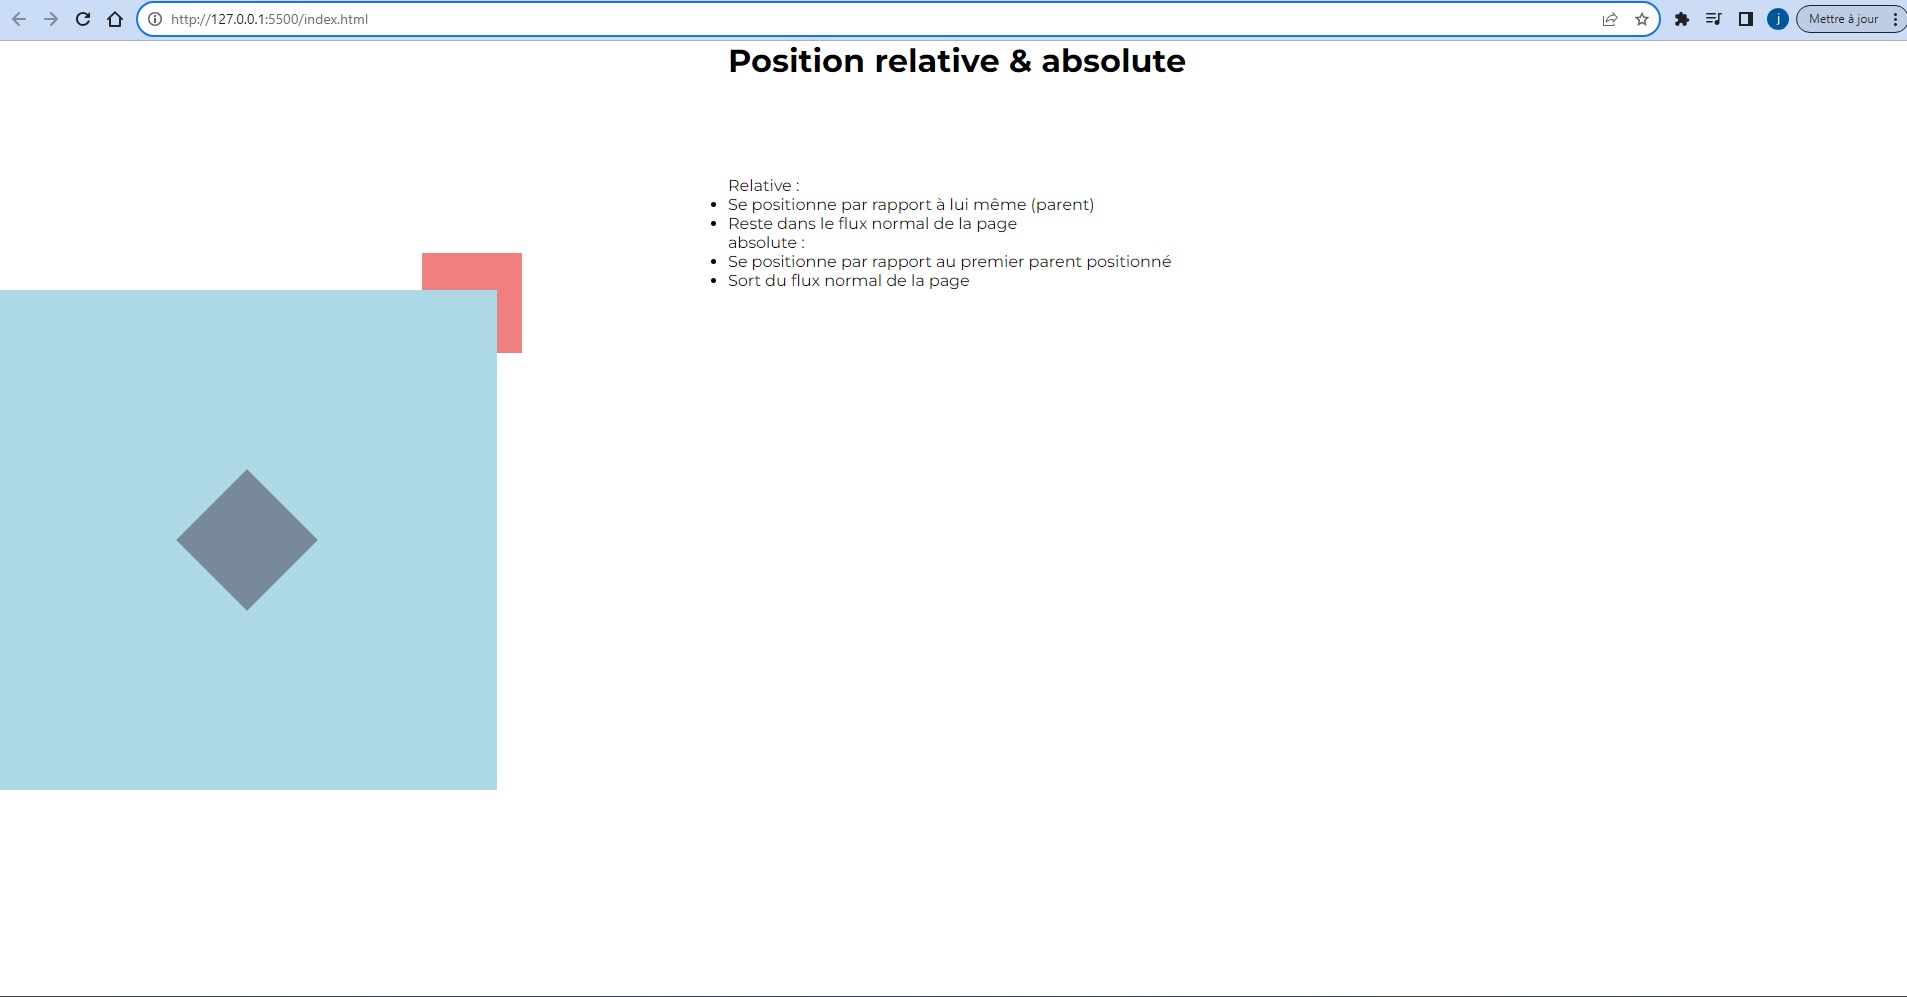 http://127.0.0.1:5500/index.html
j
Mettre à jour
Position relative & absolute
Relative :
Se positionne par rapport à lui même (parent)
Reste dans le flux normal de la page
absolute :
Se positionne par rapport au premier parent positionné
Sort du flux normal de la page